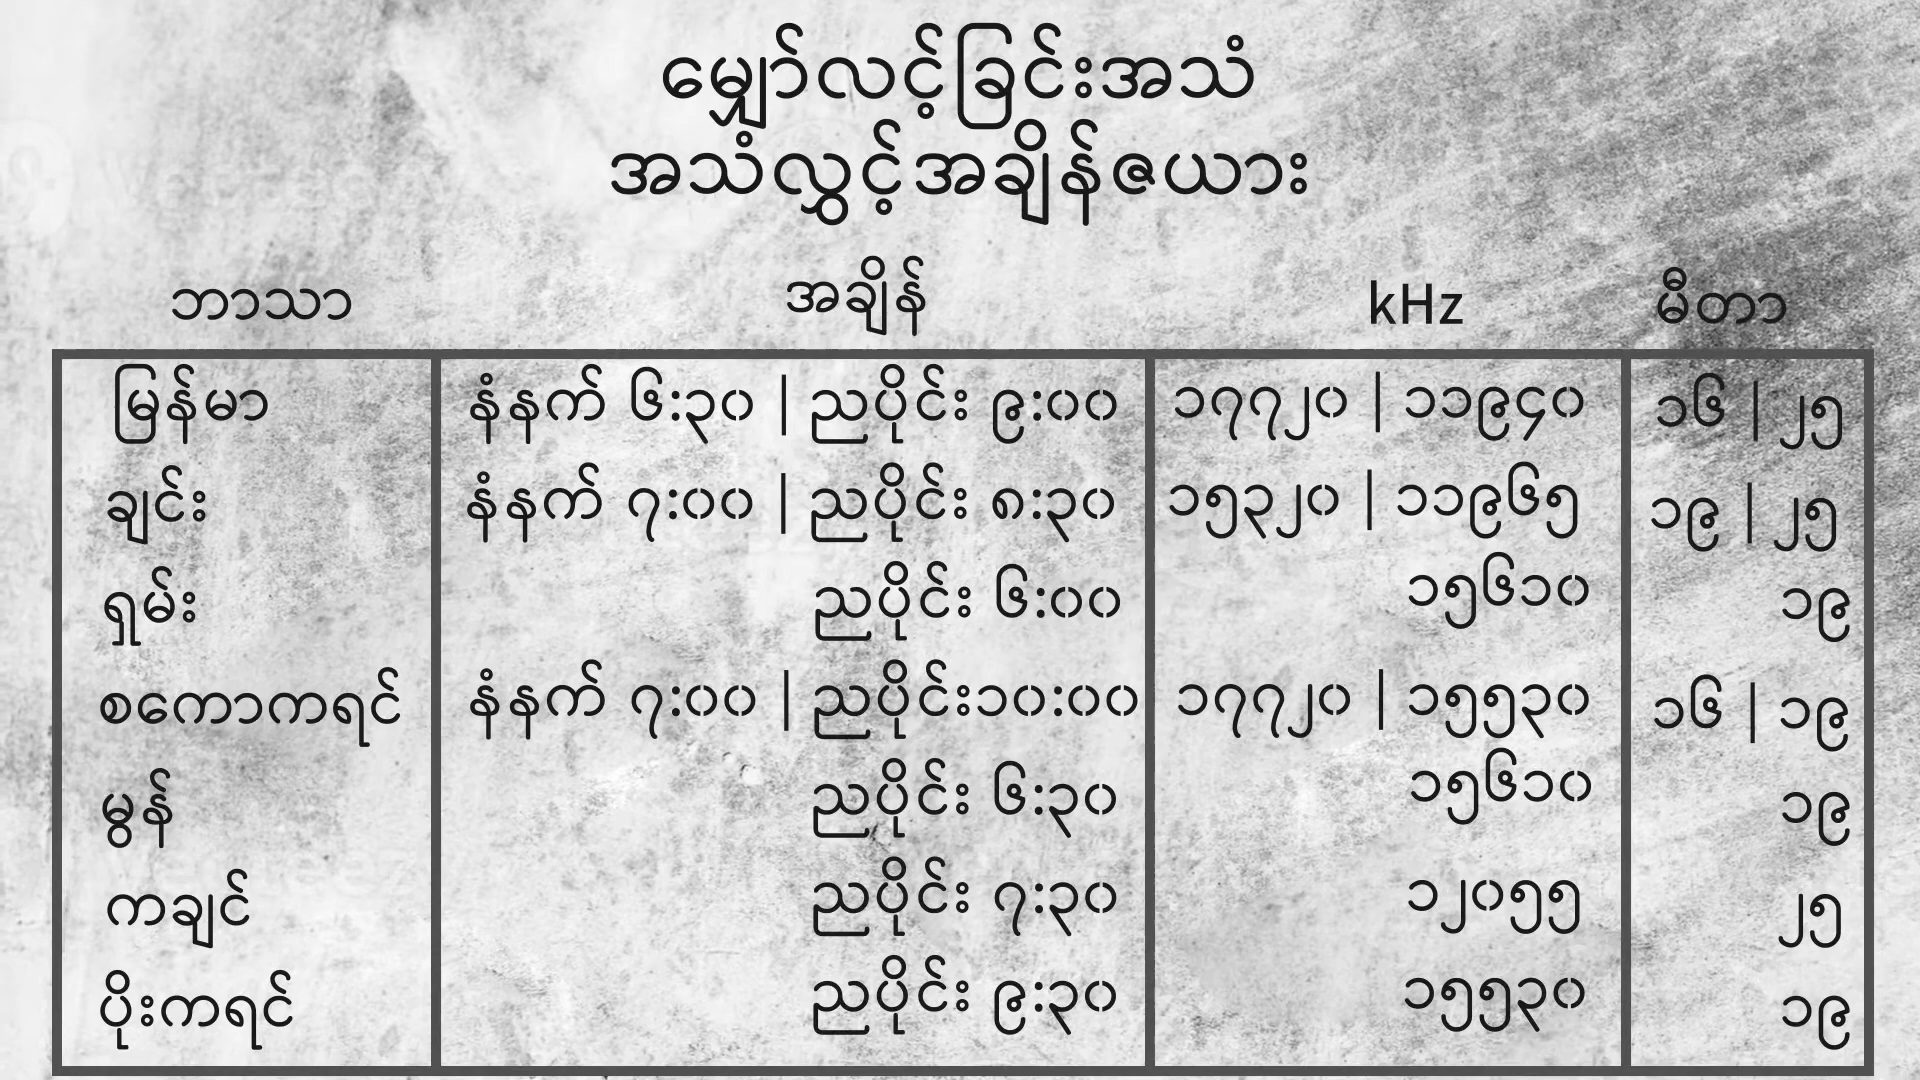 မျှော်လင့်ခြင်းအသံ
အသံလွှင့်အချိန်ဇယား
ဘာသာ အချိန် kHz မီတာ
မြန်မာ နံနက် ၆:၃၀ | ညပိုင်း ၉:၀၀ ၁၇၇၂၀ | ၁၁၉၄၀ ၁၆ | ၂၅
ချင်း နံနက် ၇:၀၀ | ညပိုင်း ၈:၃၀ ၁၅၃၂၀ | ၁၁၉၆၅ ၁၉ | ၂၅
ရှမ်း ညပိုင်း ၆:၀၀ ၁၅၆၁၀ ၁၉
စကောကရင် နံနက် ၇:၀၀ | ညပိုင်း၁၀:၀၀ ၁၇၇၂၀ | ၁၅၅၃၀ ၁၆ | ၁၉
မွန် ညပိုင်း ၆:၃၀ ၁၅၆၁၀ ၁၉
ကချင် ညပိုင်း ၇:၃၀ ၁၂၀၅၅ ၂၅
ပိုးကရင် ညပိုင်း ၉:၃၀ ၁၅၅၃၀ ၁၉